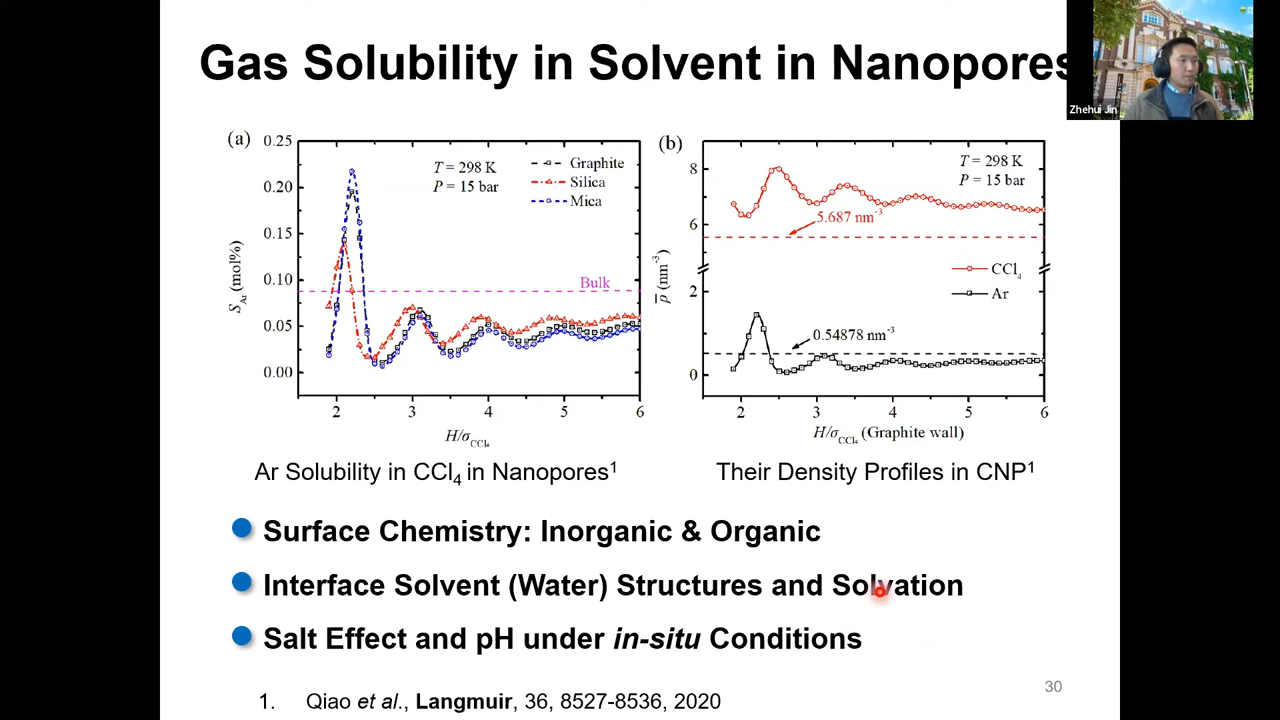 Gas Solubility in Solvent in Nanopores
Zhehui Jin
(a)
0.25
0.20
0.15
0.10
0.05
0.00
S_Ar (mol%)
T = 298 K
P = 15 bar
Graphite
Silica
Mica
Bulk
2 3 4 5 6
H/σ_CCl₄
(b)
8
6
2
0
ρ̅ (nm⁻³)
T = 298 K
P = 15 bar
5.687 nm⁻³
CCl₄
Ar
0.54878 nm⁻³
2 3 4 5 6
H/σ_CCl₄ (Graphite wall)
Ar Solubility in CCl₄ in Nanopores¹
Their Density Profiles in CNP¹
Surface Chemistry: Inorganic & Organic
Interface Solvent (Water) Structures and Solvation
Salt Effect and pH under in-situ Conditions
30
1. Qiao et al., Langmuir, 36, 8527-8536, 2020